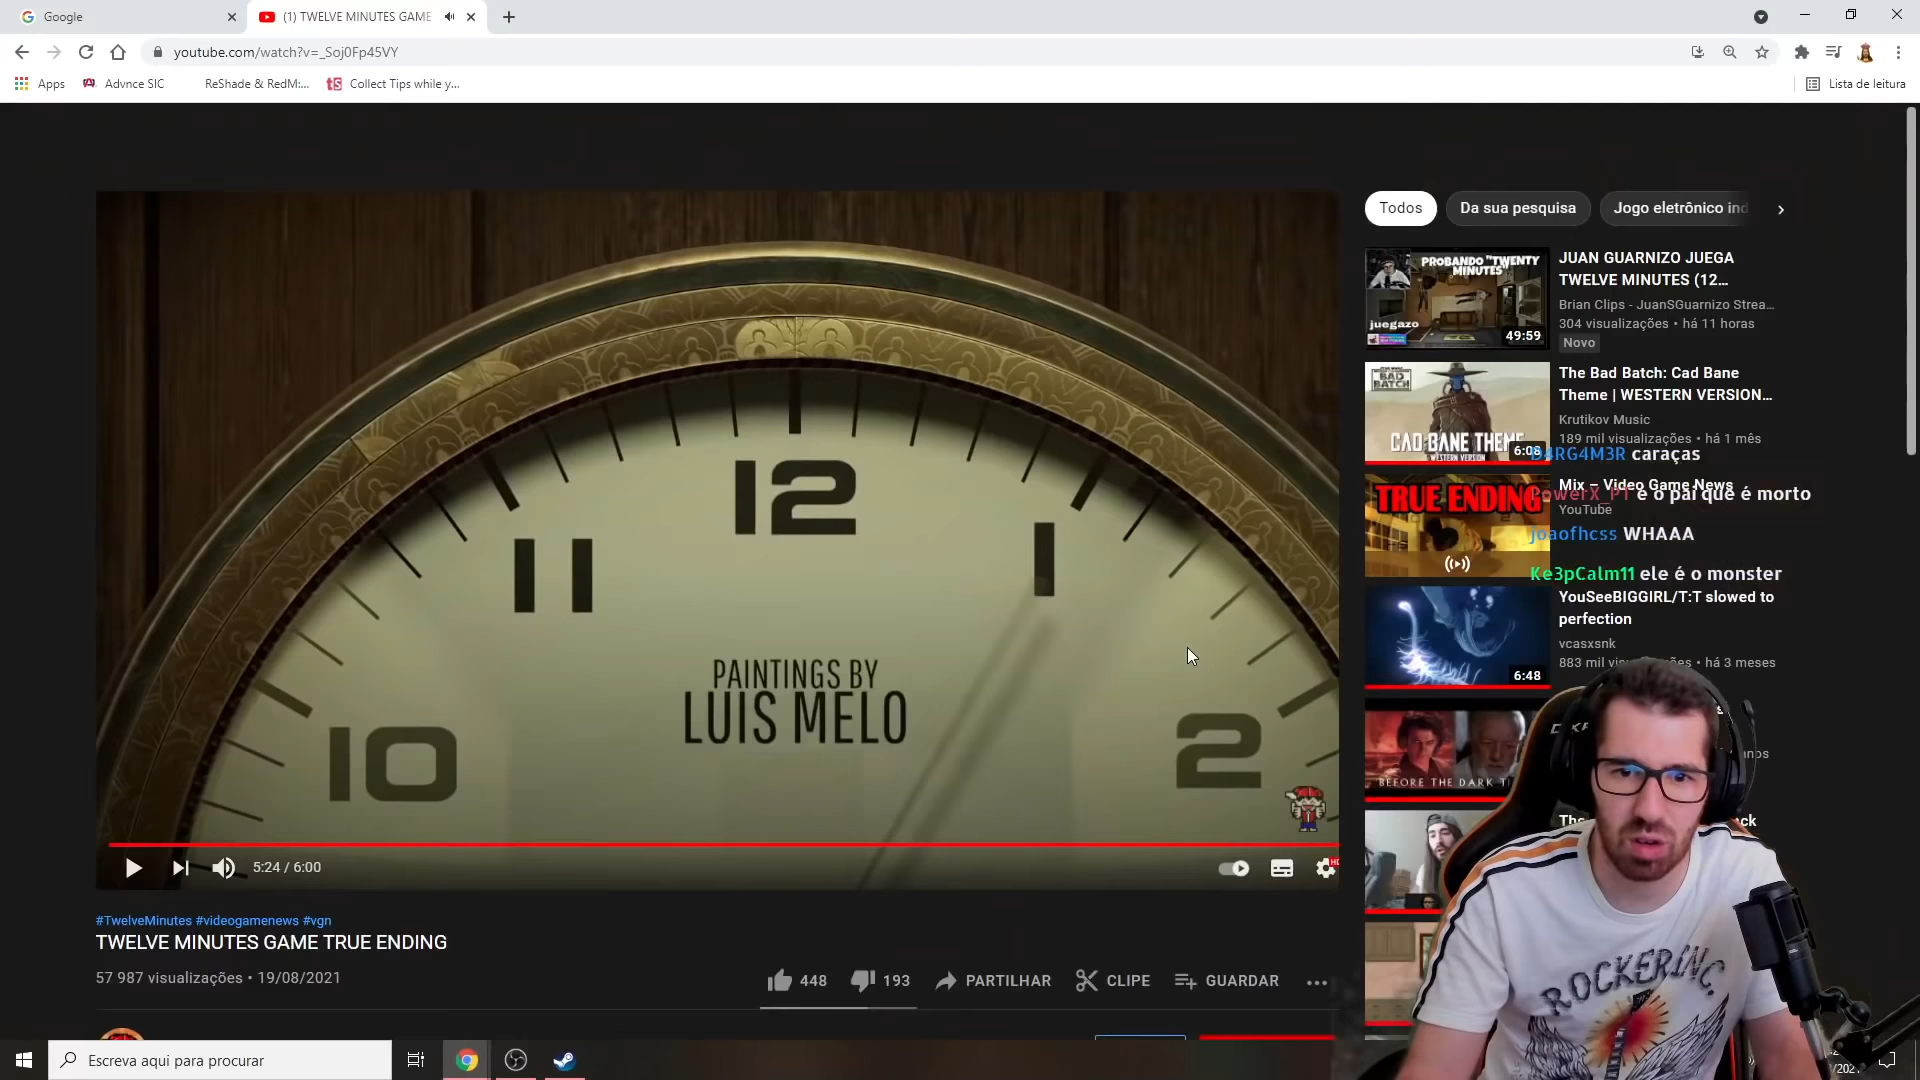 Google
(1) TWELVE MINUTES GAME
youtube.com/watch?v=_Soj0Fp45VY
Apps
Advnce SIC
ReShade & RedM:...
tS
Collect Tips while y...
Lista de leitura
12
11
1
10
2
PAINTINGS BY
LUIS MELO
5:24 / 6:00
HD
#TwelveMinutes #videogamenews #vgn
TWELVE MINUTES GAME TRUE ENDING
57 987 visualizações • 19/08/2021
448
193
PARTILHAR
CLIPE
GUARDAR
Todos
Da sua pesquisa
Jogo eletrônico ind
PROBANDO "TWENTY
MINUTES"
juegazo
49:59
JUAN GUARNIZO JUEGA
TWELVE MINUTES (12...
Brian Clips - JuanSGuarnizo Strea...
304 visualizações • há 11 horas
Novo
BAD
BATCH
CAD BANE THEME
WESTERN VERSION
6:08
The Bad Batch: Cad Bane
Theme | WESTERN VERSION...
Krutikov Music
189 mil visualizações • há 1 mês
D4RG4M3R caraças
TRUE ENDING
Mix – Video Game News
PowerX_PT e o pai que é morto
YouTube
joaofhcss WHAAA
Ke3pCalm11 ele é o monster
YouSeeBIGGIRL/T:T slowed to
perfection
vcasxsnk
883 mil • há 3 meses
6:48
BEFORE THE DARK
ROCKERING
Escreva aqui para procurar